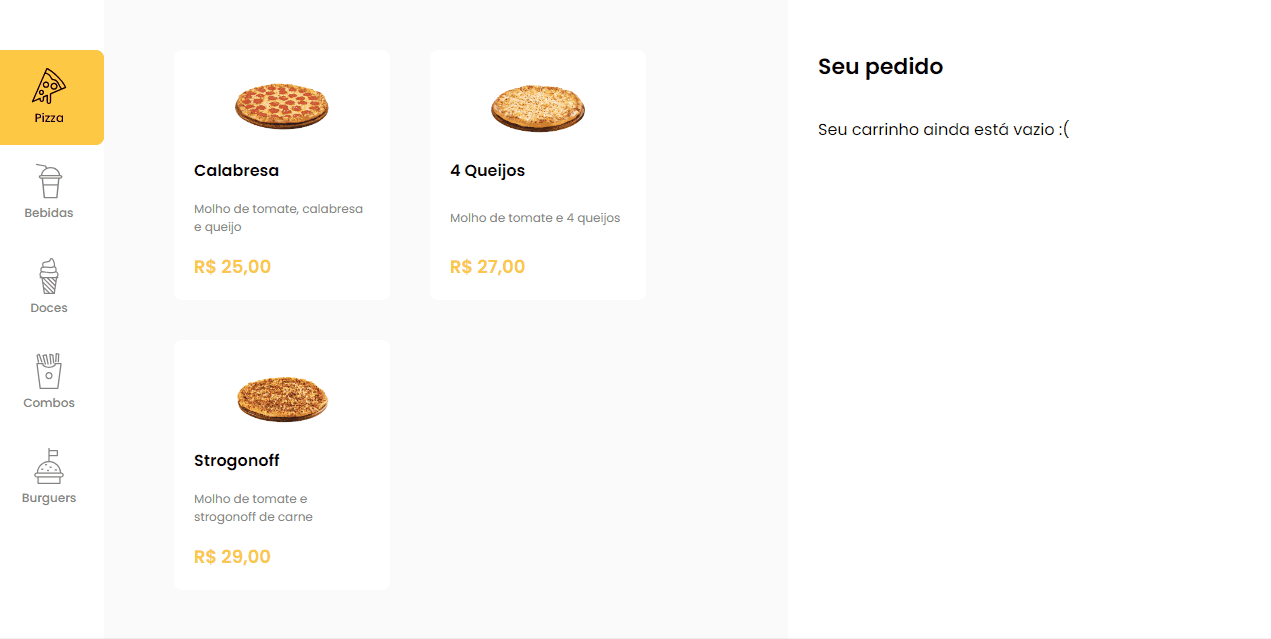 Pizza
Bebidas
Doces
Combos
Burguers
Calabresa
Molho de tomate, calabresa
e queijo
R$ 25,00
4 Queijos
Molho de tomate e 4 queijos
R$ 27,00
Strogonoff
Molho de tomate e
strogonoff de carne
R$ 29,00
Seu pedido
Seu carrinho ainda está vazio :(